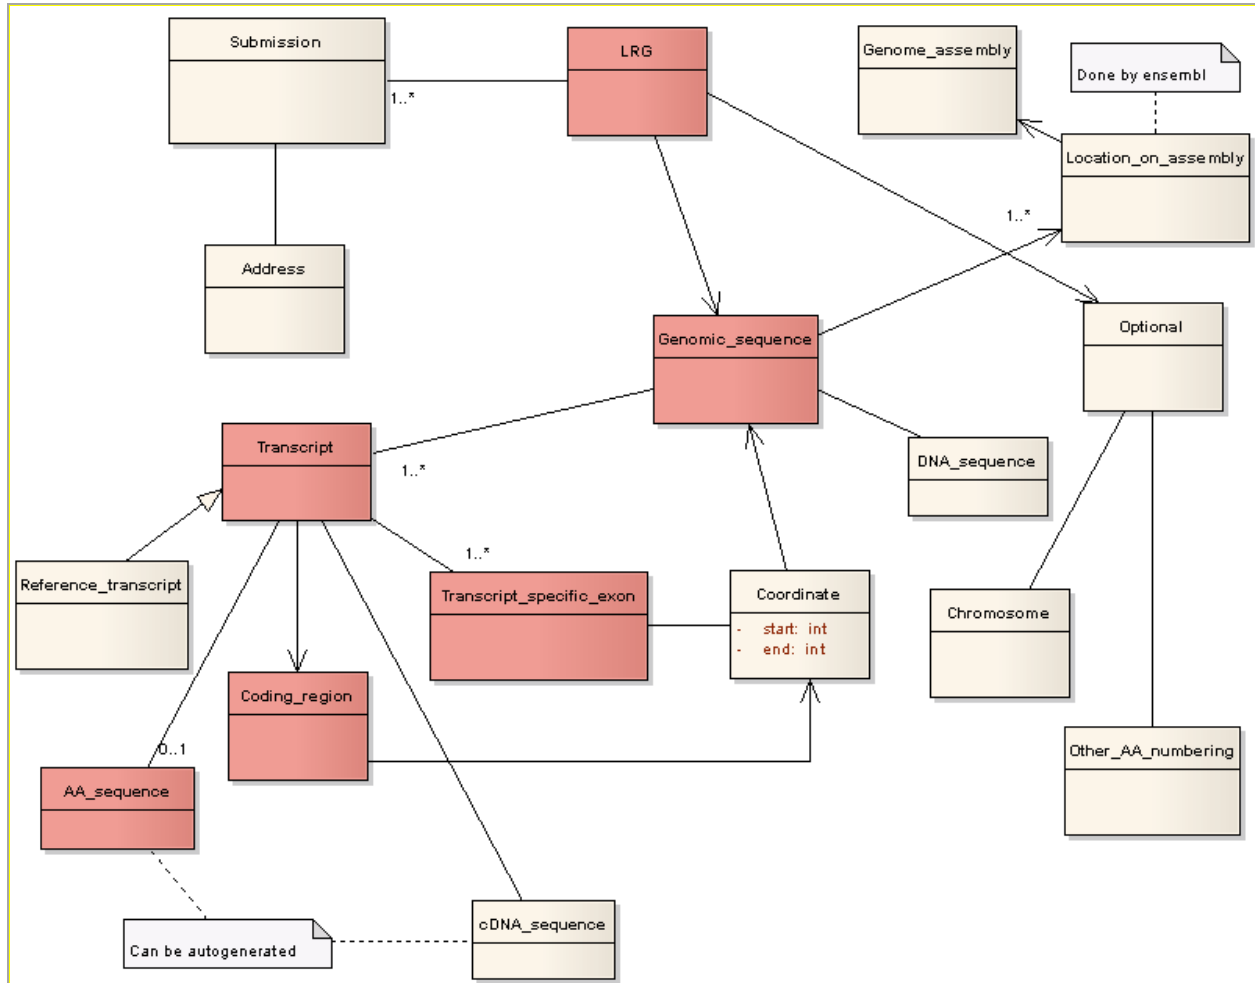 Submission
LRG
Genome_assembly
Done by ensembl
1..*
Location_on_assembly
1..*
Address
Genomic_sequence
Optional
Transcript
1..*
DNA_sequence
1..*
Reference_transcript
Transcript_specific_exon
Coordinate
- start: int
- end: int
Chromosome
Coding_region
0..1
Other_AA_numbering
AA_sequence
cDNA_sequence
Can be autogenerated